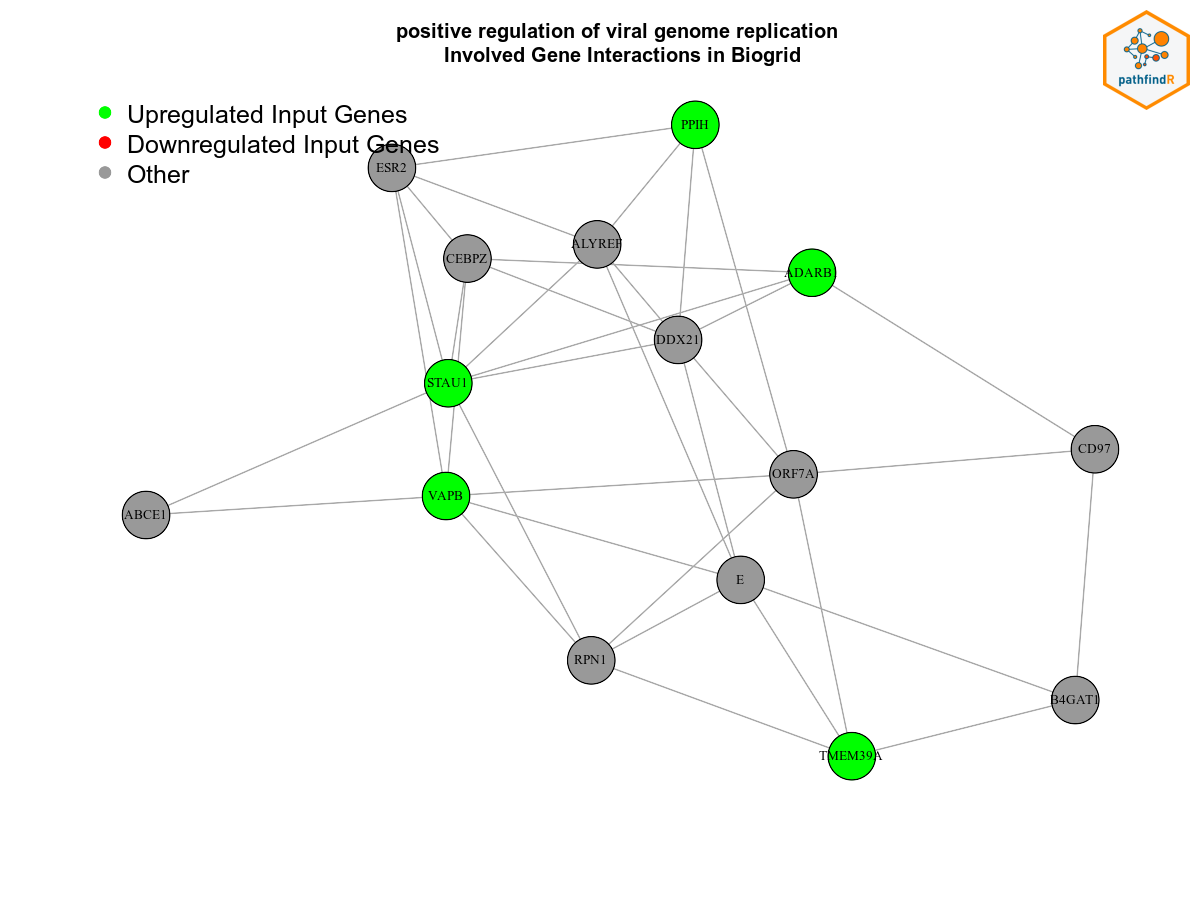 positive regulation of viral genome replication
Involved Gene Interactions in Biogrid
pathfindR
Upregulated Input Genes
Downregulated Input Genes
Other
PPIH
ESR2
ALYREF
CEBPZ
ADARB
DDX21
STAU1
CD97
ORF7A
VAPB
ABCE1
E
RPN1
B4GAT1
TMEM39A